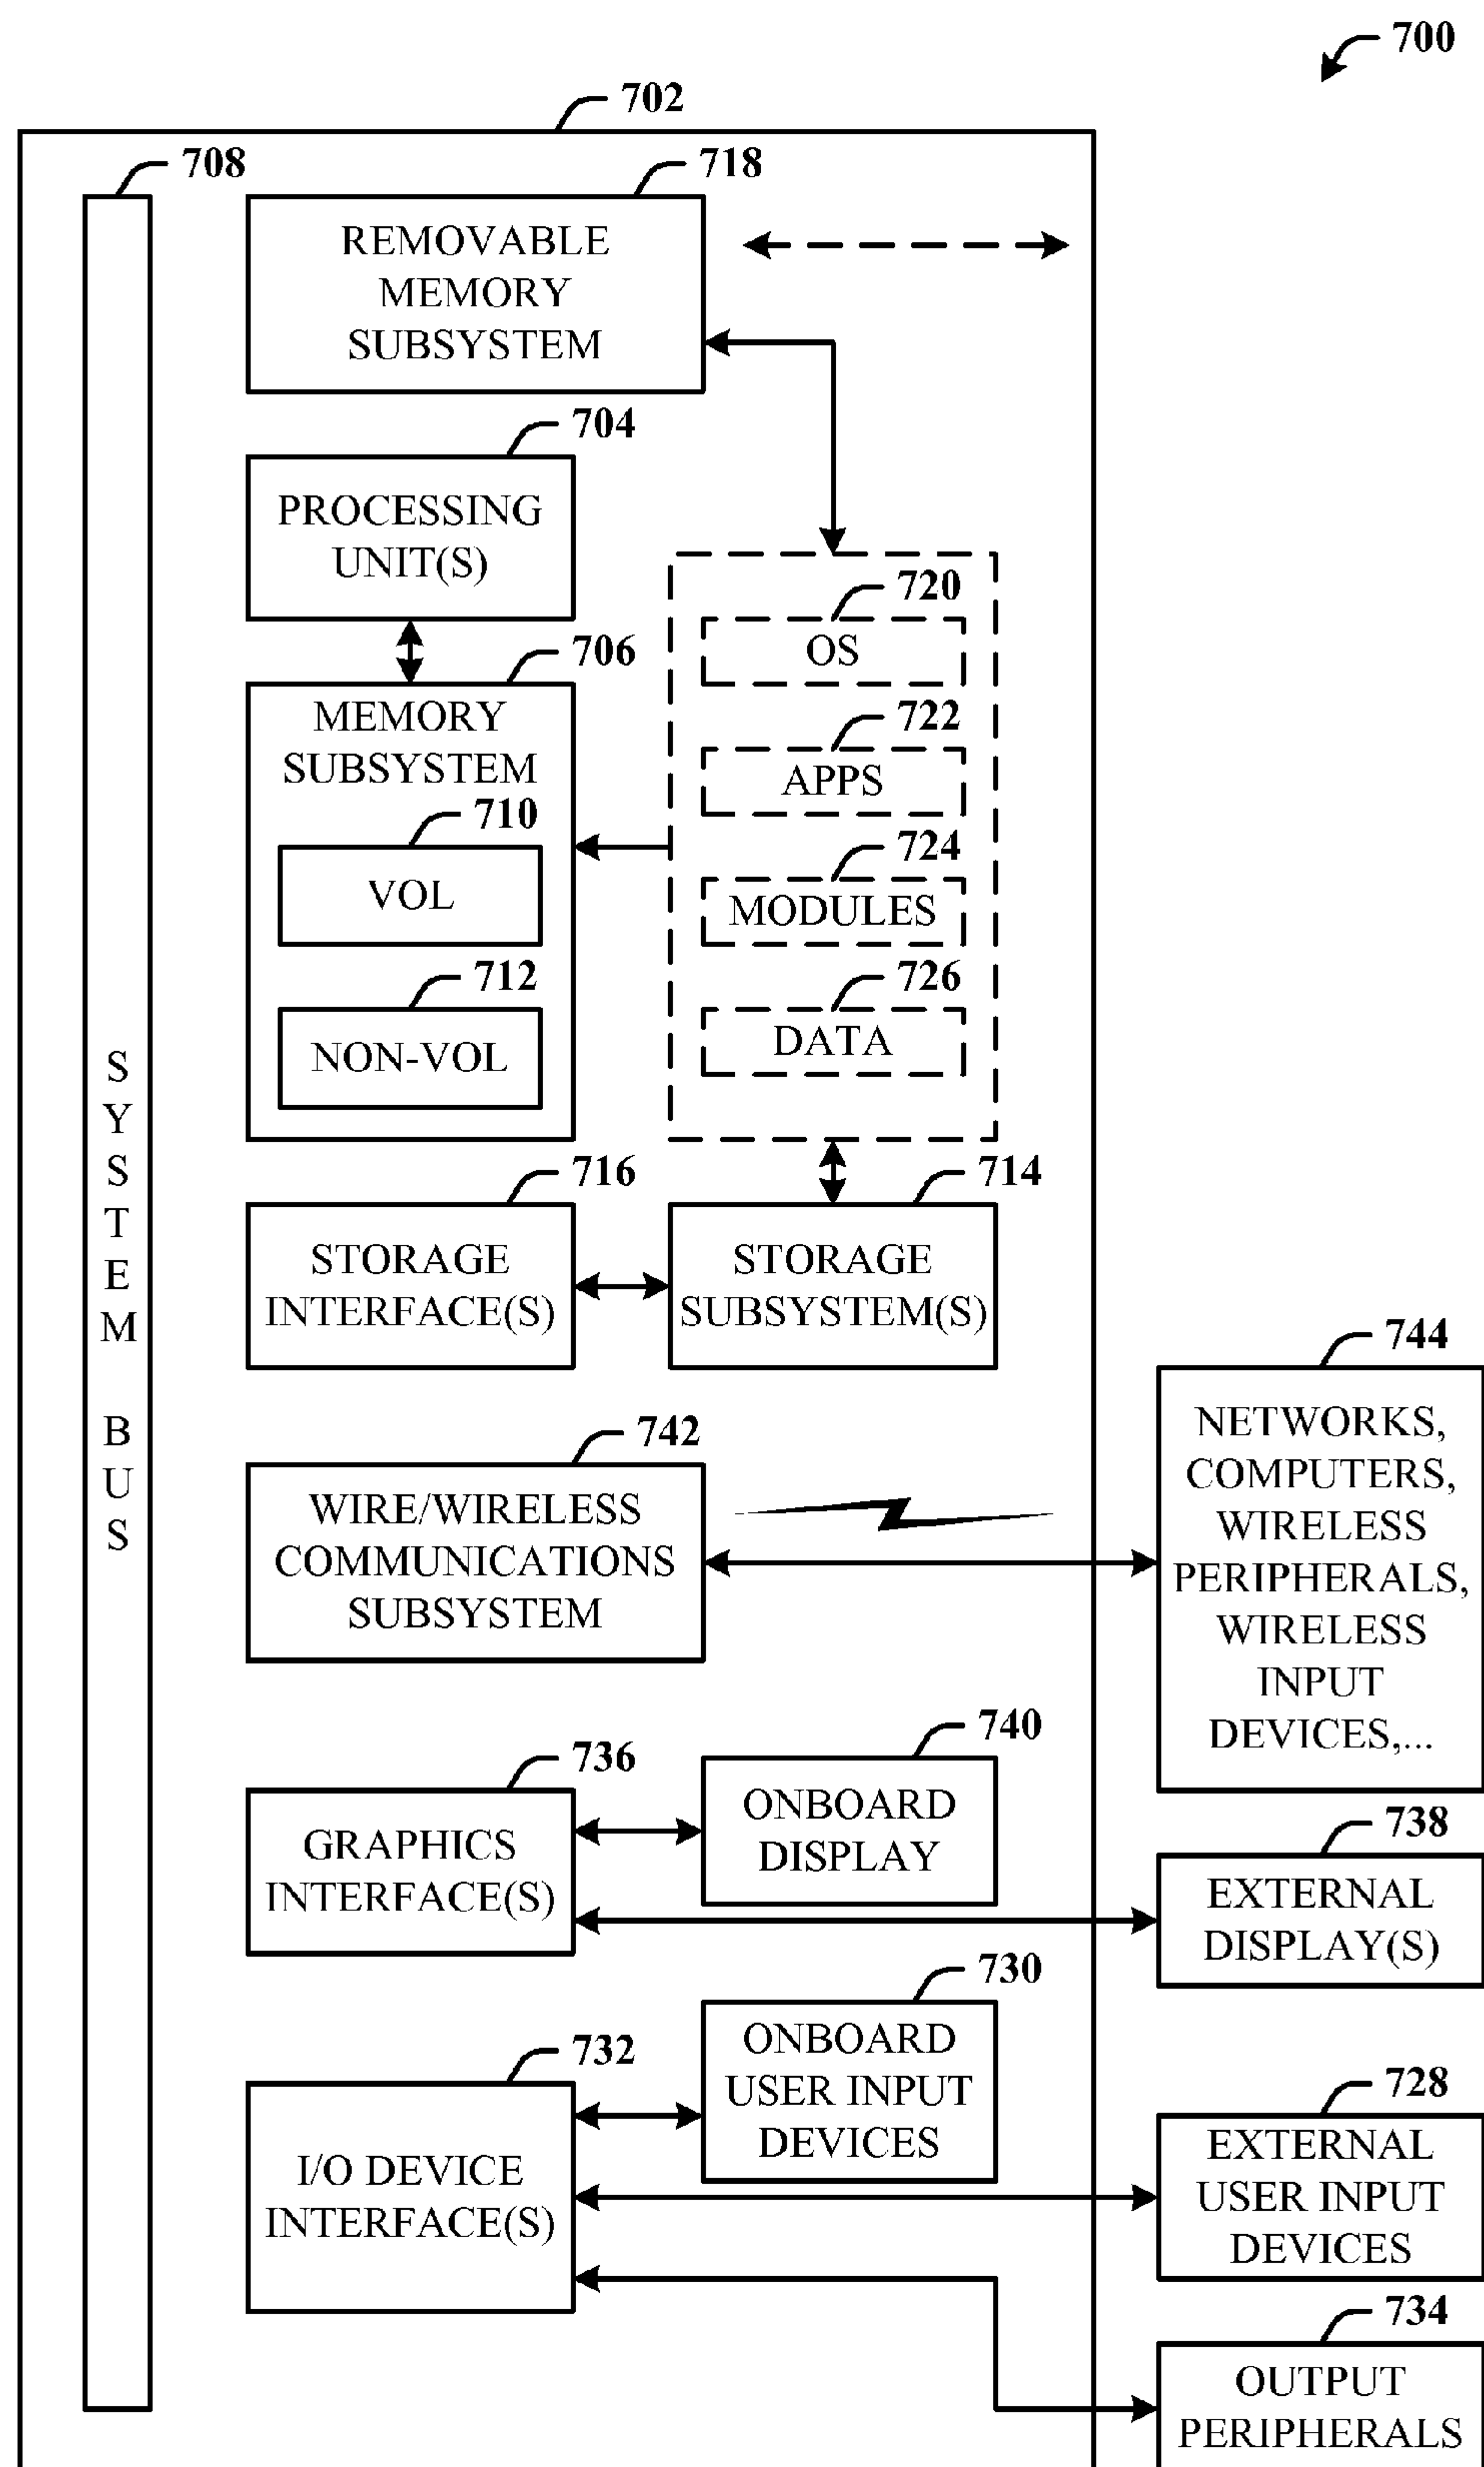 700
702
708
718
REMOVABLE
MEMORY
SUBSYSTEM
704
PROCESSING
UNIT(S)
720
OS
706
MEMORY
SUBSYSTEM
722
APPS
710
VOL
724
MODULES
712
NON-VOL
726
DATA
SYSTEM BUS
716
STORAGE
INTERFACE(S)
714
STORAGE
SUBSYSTEM(S)
744
NETWORKS,
COMPUTERS,
WIRELESS
PERIPHERALS,
WIRELESS
INPUT
DEVICES,...
742
WIRE/WIRELESS
COMMUNICATIONS
SUBSYSTEM
740
ONBOARD
DISPLAY
736
GRAPHICS
INTERFACE(S)
738
EXTERNAL
DISPLAY(S)
730
ONBOARD
USER INPUT
DEVICES
732
I/O DEVICE
INTERFACE(S)
728
EXTERNAL
USER INPUT
DEVICES
734
OUTPUT
PERIPHERALS